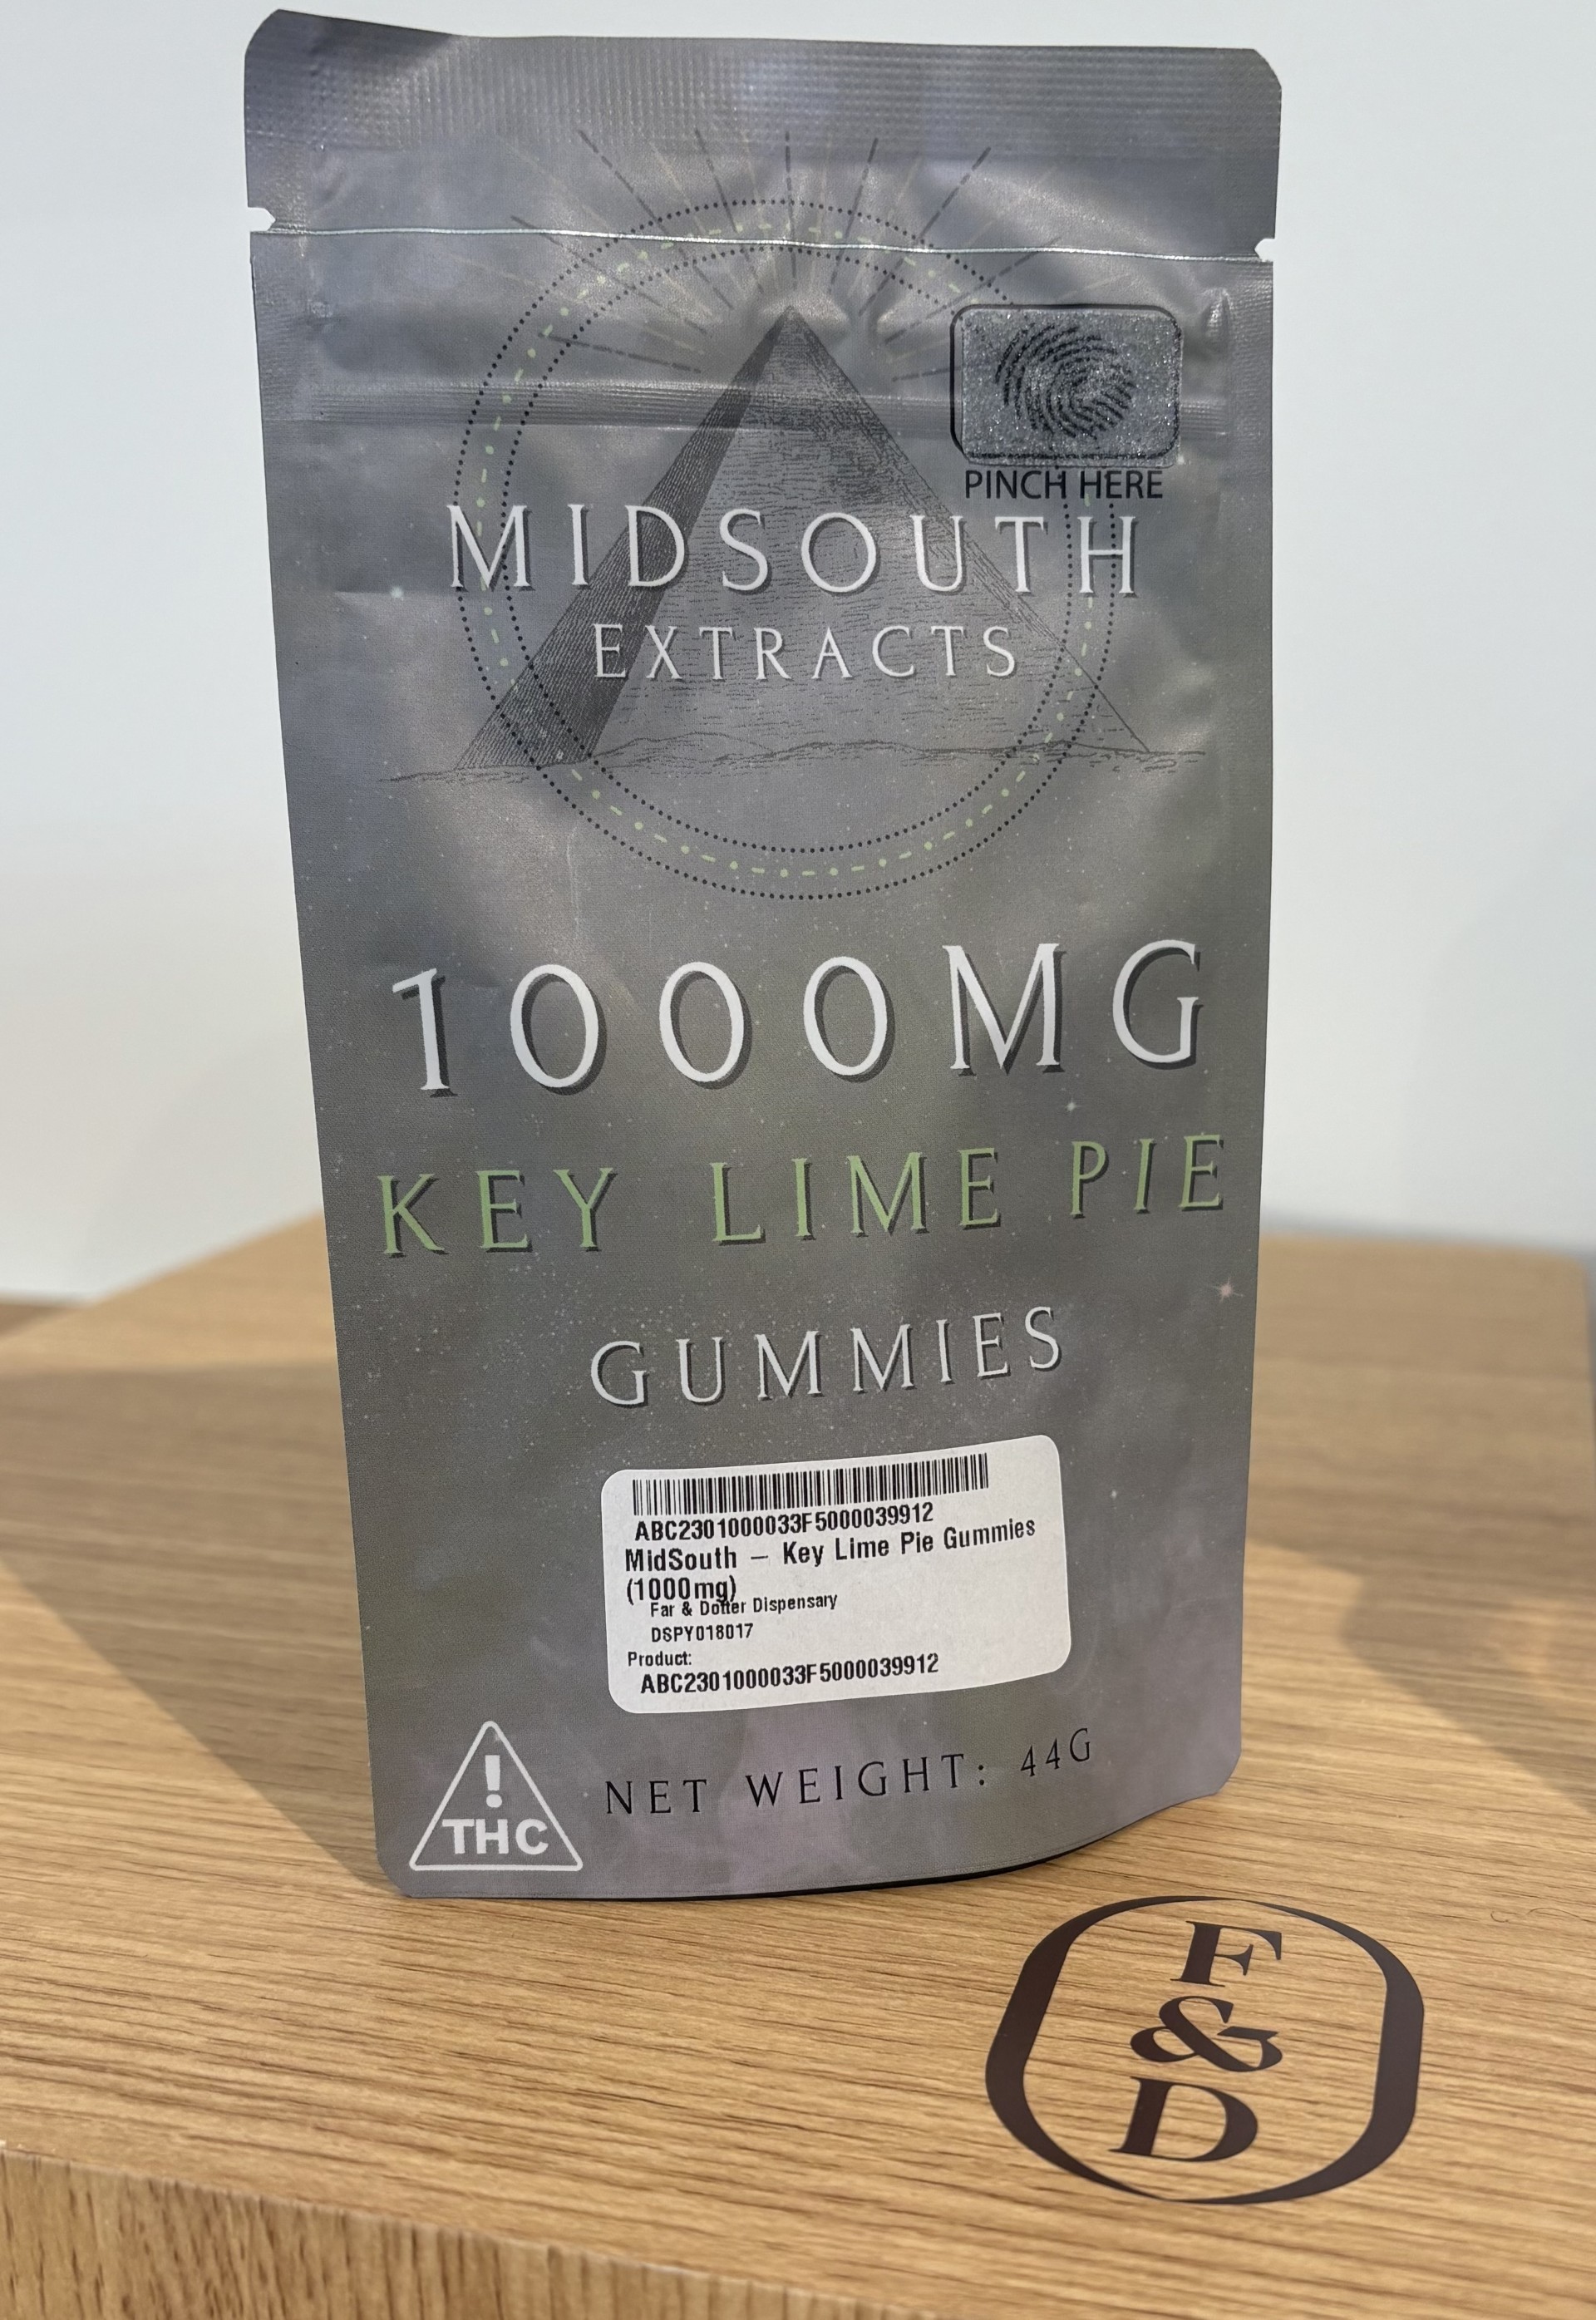 PINCH HERE
MIDSOUTH
EXTRACTS
1000MG
KEY LIME PIE
GUMMIES
ABC2301000033F5000039912
MidSouth – Key Lime Pie Gummies
(1000mg)
Far & Dotter Dispensary
DSPY018017
Product:
ABC2301000033F5000039912
!
THC
NET WEIGHT: 44G
F
&
D